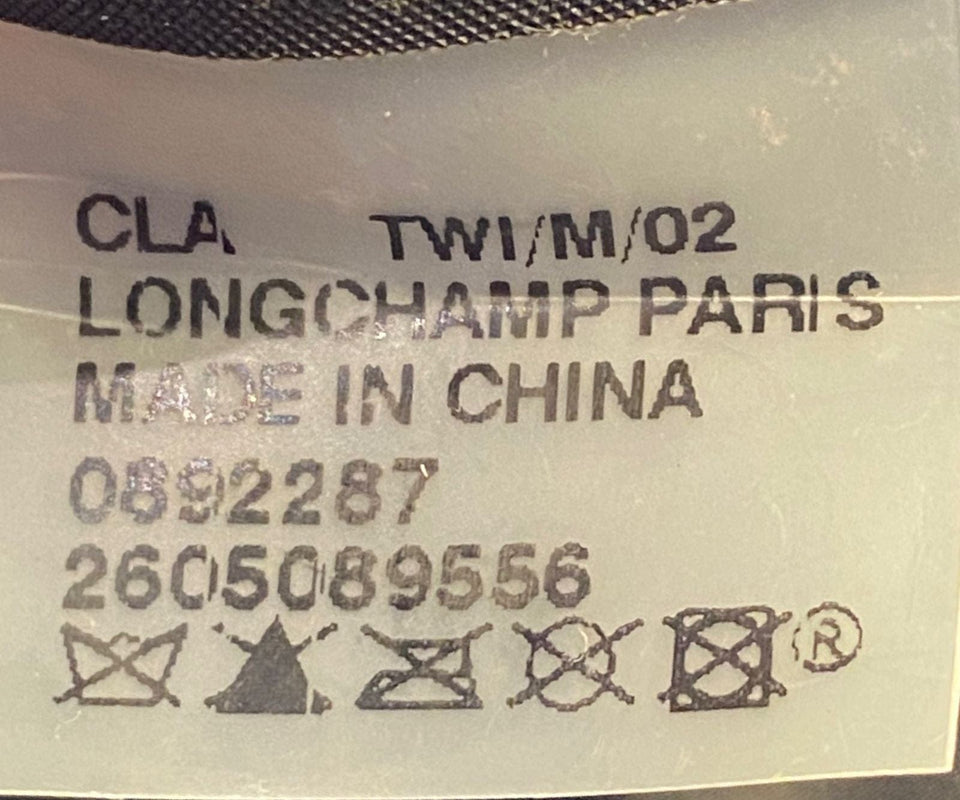 CLA TWI/M/02
LONGCHAMP PARIS
MADE IN CHINA
0892287
2605089556
®